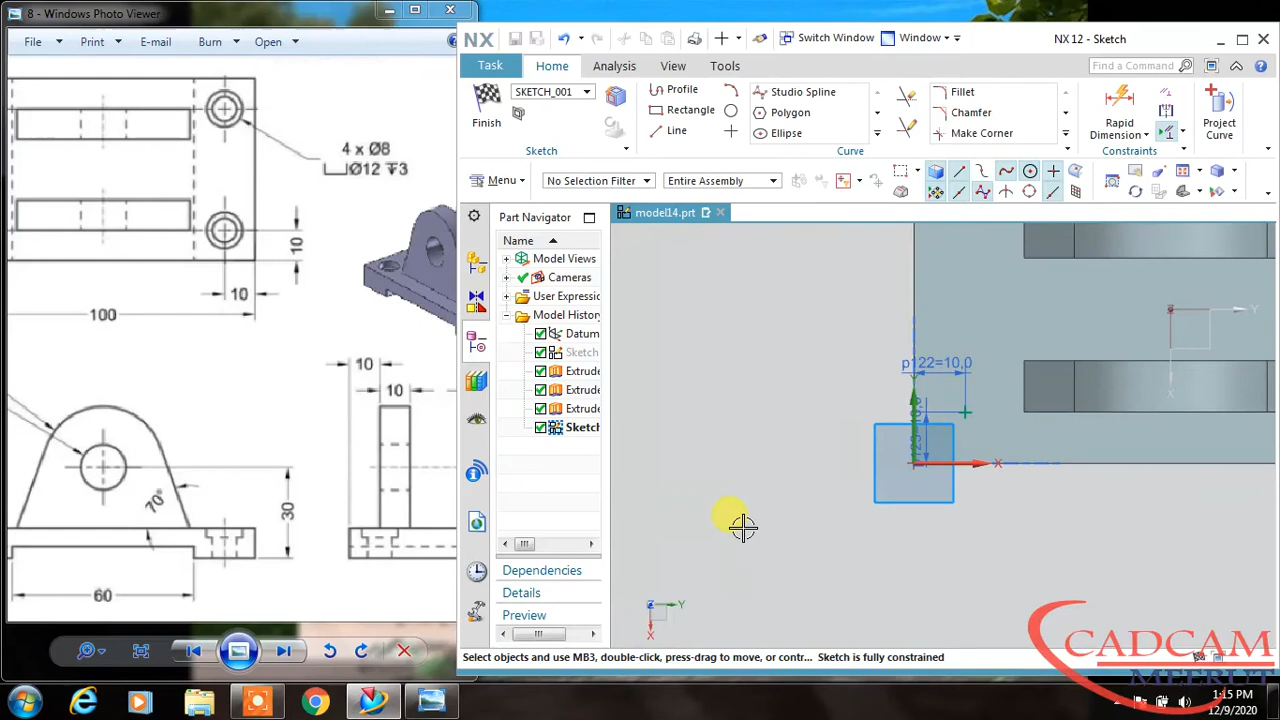 8 - Windows Photo Viewer
File Print E-mail Burn Open
4 x Ø8
Ø12 ↧3
10
10
100
10
10
70°
30
60
NX
Switch Window Window
NX 12 - Sketch
Task Home Analysis View Tools
Find a Command
Finish
SKETCH_001
Sketch
Profile
Rectangle
Line
Studio Spline
Polygon
Ellipse
Curve
Fillet
Chamfer
Make Corner
Rapid
Dimension
Constraints
Project
Curve
Menu
No Selection Filter
Entire Assembly
Part Navigator
model14.prt
Name
Model Views
Cameras
User Expressio
Model History
Datum
Sketch
Extrude
Extrude
Extrude
Sketch
Dependencies
Details
Preview
p122=10,0
X
Y
X
Z
Y
X
Select objects and use MB3, double-click, press-drag to move, or contr... Sketch is fully constrained
CADCAM
MEERUT
1:15 PM
12/9/2020